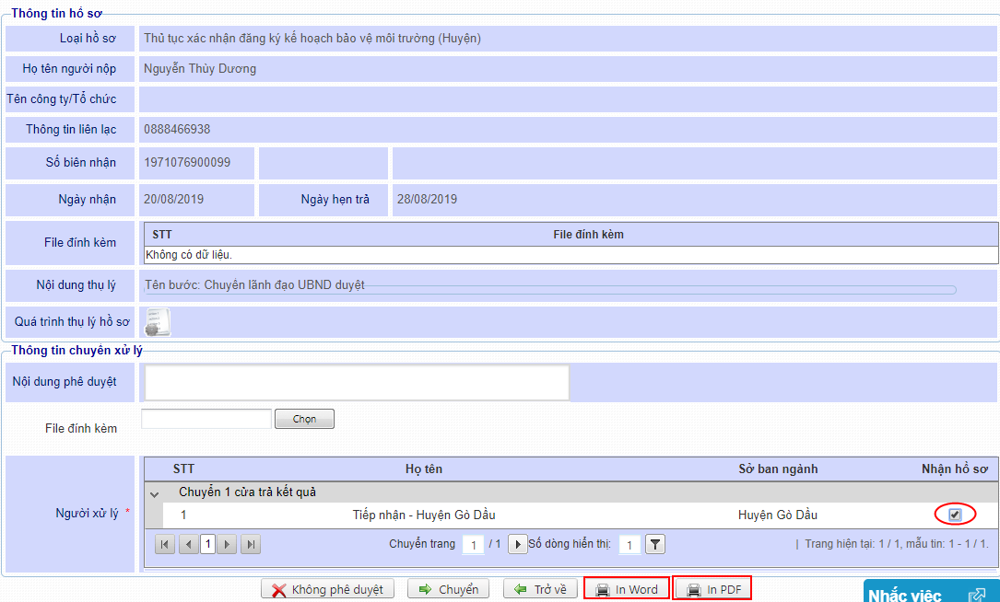 Thông tin hồ sơ
Loại hồ sơ Thủ tục xác nhận đăng ký kế hoạch bảo vệ môi trường (Huyện)
Họ tên người nộp Nguyễn Thùy Dương
Tên công ty/Tổ chức
Thông tin liên lạc 0888466938
Số biên nhận 1971076900099
Ngày nhận 20/08/2019 Ngày hẹn trả 28/08/2019
File đính kèm STT File đính kèm
Không có dữ liệu.
Nội dung thụ lý Tên bước: Chuyên lãnh đạo UBND duyệt
Quá trình thụ lý hồ sơ
Thông tin chuyển xử lý
Nội dung phê duyệt
File đính kèm Chọn
STT Họ tên Sở ban ngành Nhận hồ sơ
Chuyển 1 cửa trả kết quả
Người xử lý * 1 Tiếp nhận - Huyện Gò Dầu Huyện Gò Dầu
1 Chuyển trang 1 / 1 Số dòng hiển thị: 1 | Trang hiện tại: 1 / 1, mẫu tin: 1 - 1 / 1.
Không phê duyệt Chuyển Trở về In Word In PDF
Nhắc việc